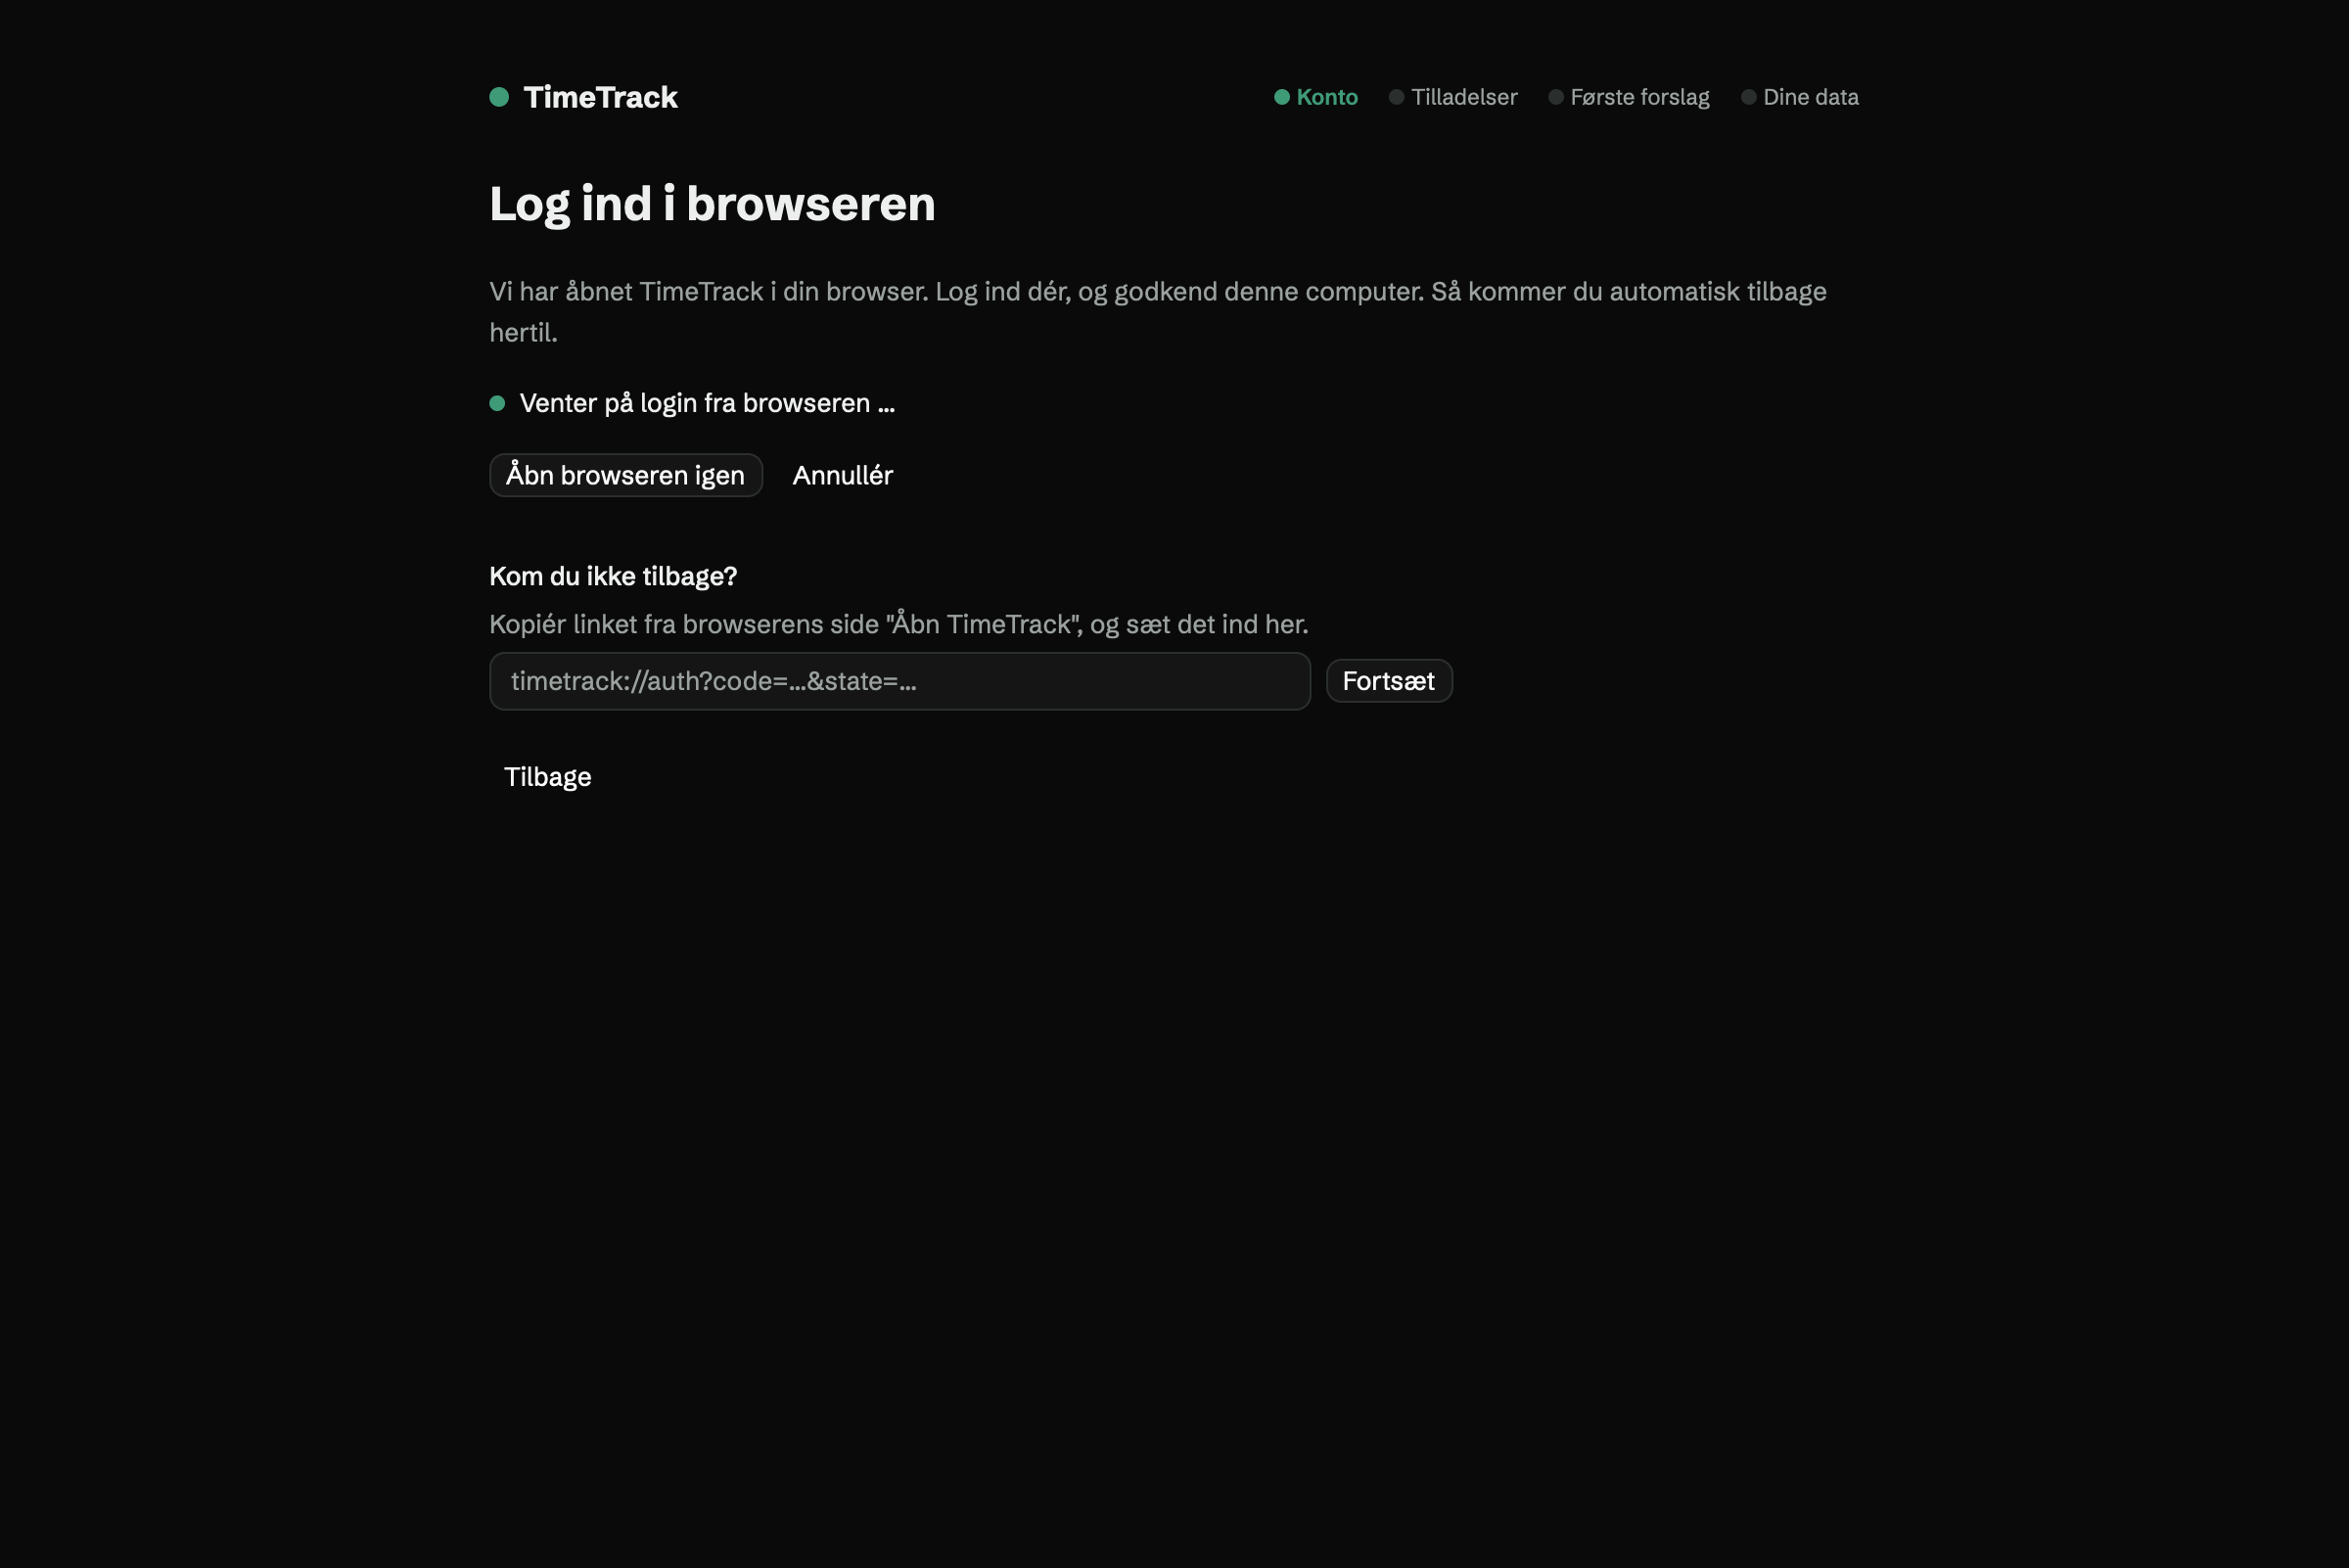 TimeTrack
Konto
Tilladelser
Første forslag
Dine data
Log ind i browseren
Vi har åbnet TimeTrack i din browser. Log ind dér, og godkend denne computer. Så kommer du automatisk tilbage
hertil.
Venter på login fra browseren ...
Åbn browseren igen
Annullér
Kom du ikke tilbage?
Kopiér linket fra browserens side "Åbn TimeTrack", og sæt det ind her.
timetrack://auth?code=...&state=...
Fortsæt
Tilbage